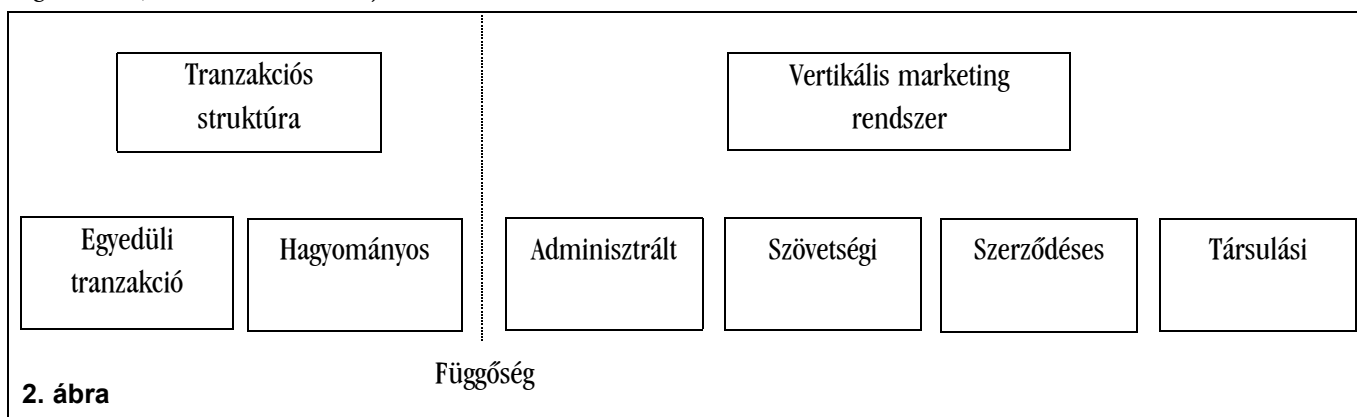 Tranzakciós
struktúra
Vertikális marketing
rendszer
Egyedüli
tranzakció
Hagyományos
Adminisztrált
Szövetségi
Szerződéses
Társulási
Függőség
2. ábra